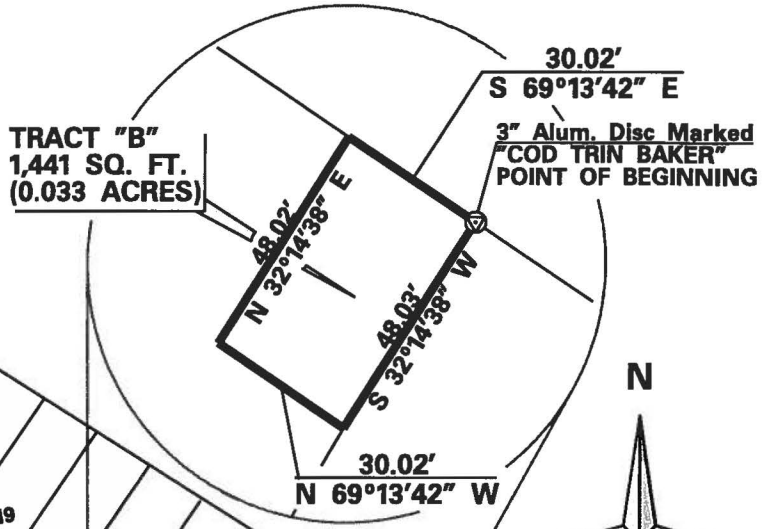 30.02'
S 69°13'42" E
3" Alum. Disc Marked
"COD TRIN BAKER"
POINT OF BEGINNING
TRACT "B"
1,441 SQ. FT.
(0.033 ACRES)
48.02'
N 32°14'38" E
48.03'
S 32°14'38" W
N
30.02'
N 69°13'42" W